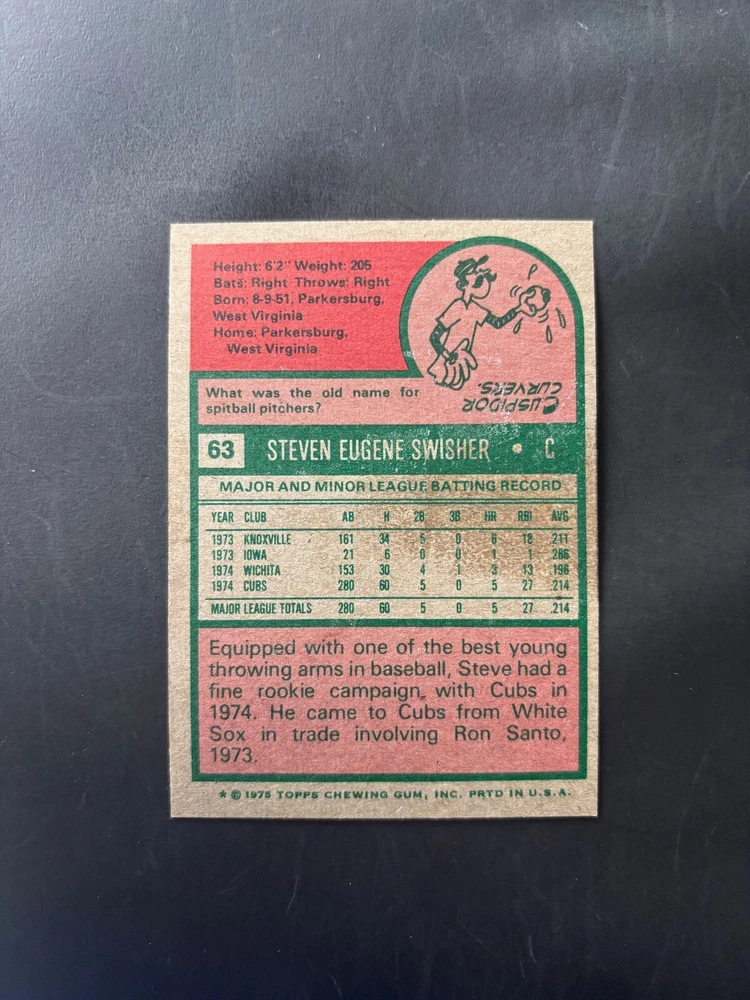 Height: 6'2" Weight: 205
Bats: Right Throws: Right
Born: 8-9-51, Parkersburg,
West Virginia
Home: Parkersburg,
West Virginia
What was the old name for
spitball pitchers?
CUSPIDOR
CURVERS.
63 STEVEN EUGENE SWISHER • C
MAJOR AND MINOR LEAGUE BATTING RECORD
YEAR CLUB AB H 2B 3B HR RBI AVG
1973 KNOXVILLE 161 34 5 0 6 18 .211
1973 IOWA 21 6 0 0 1 1 .286
1974 WICHITA 153 30 4 1 3 13 .196
1974 CUBS 280 60 5 0 5 27 .214
MAJOR LEAGUE TOTALS 280 60 5 0 5 27 .214
Equipped with one of the best young
throwing arms in baseball, Steve had a
fine rookie campaign, with Cubs in
1974. He came to Cubs from White
Sox in trade involving Ron Santo,
1973.
★ © 1975 TOPPS CHEWING GUM, INC. PRTD IN U.S.A.